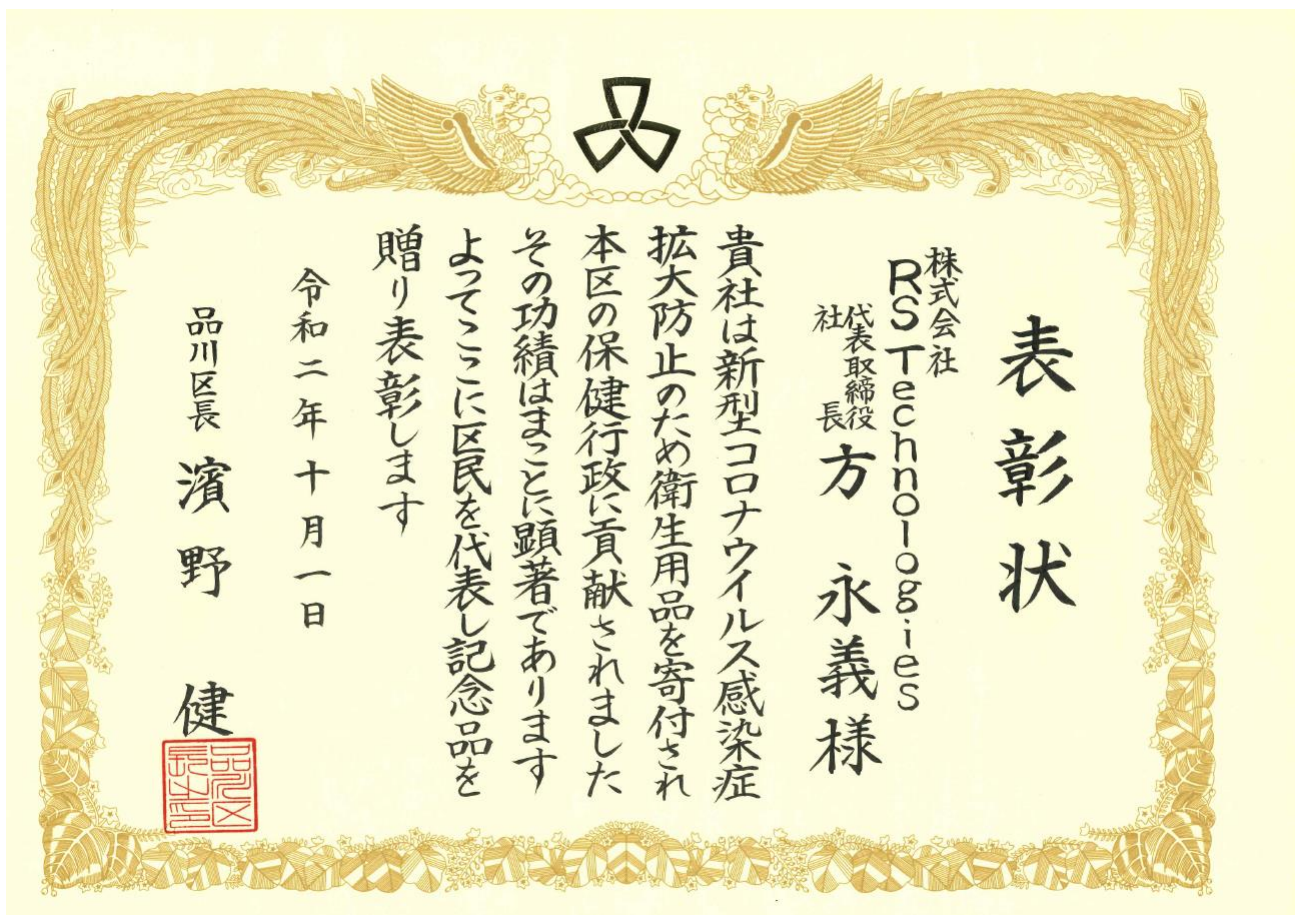 表彰状
株式会社
RS Technologies
代表取締役
社長
方 永義様
貴社は新型コロナウイルス感染症
拡大防止のため衛生用品を寄付され
本区の保健行政に貢献されました
その功績はまことに顕著であります
よってここに区民を代表し記念品を
贈り表彰します
令和二年十月一日
品川区長 濱野 健
品川区
長之印